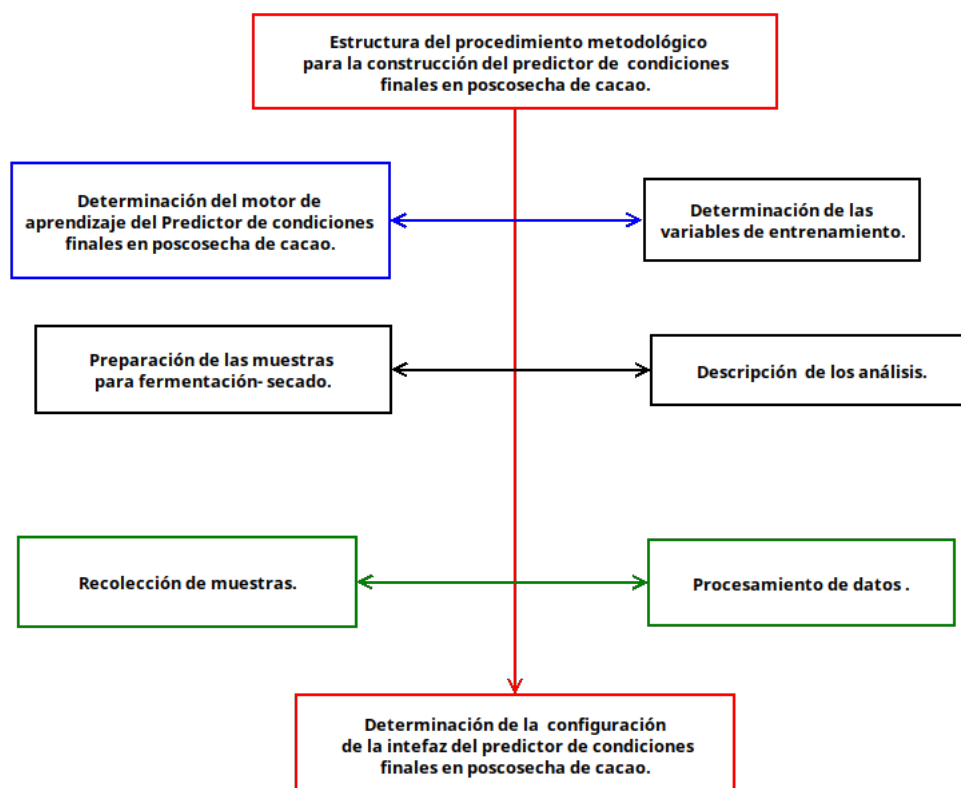 Estructura del procedimiento metodológico
para la construcción del predictor de condiciones
finales en poscosecha de cacao.
Determinación del motor de
aprendizaje del Predictor de condiciones
finales en poscosecha de cacao.
Determinación de las
variables de entrenamiento.
Preparación de las muestras
para fermentación- secado.
Descripción de los análisis.
Recolección de muestras.
Procesamiento de datos .
Determinación de la configuración
de la intefaz del predictor de condiciones
finales en poscosecha de cacao.